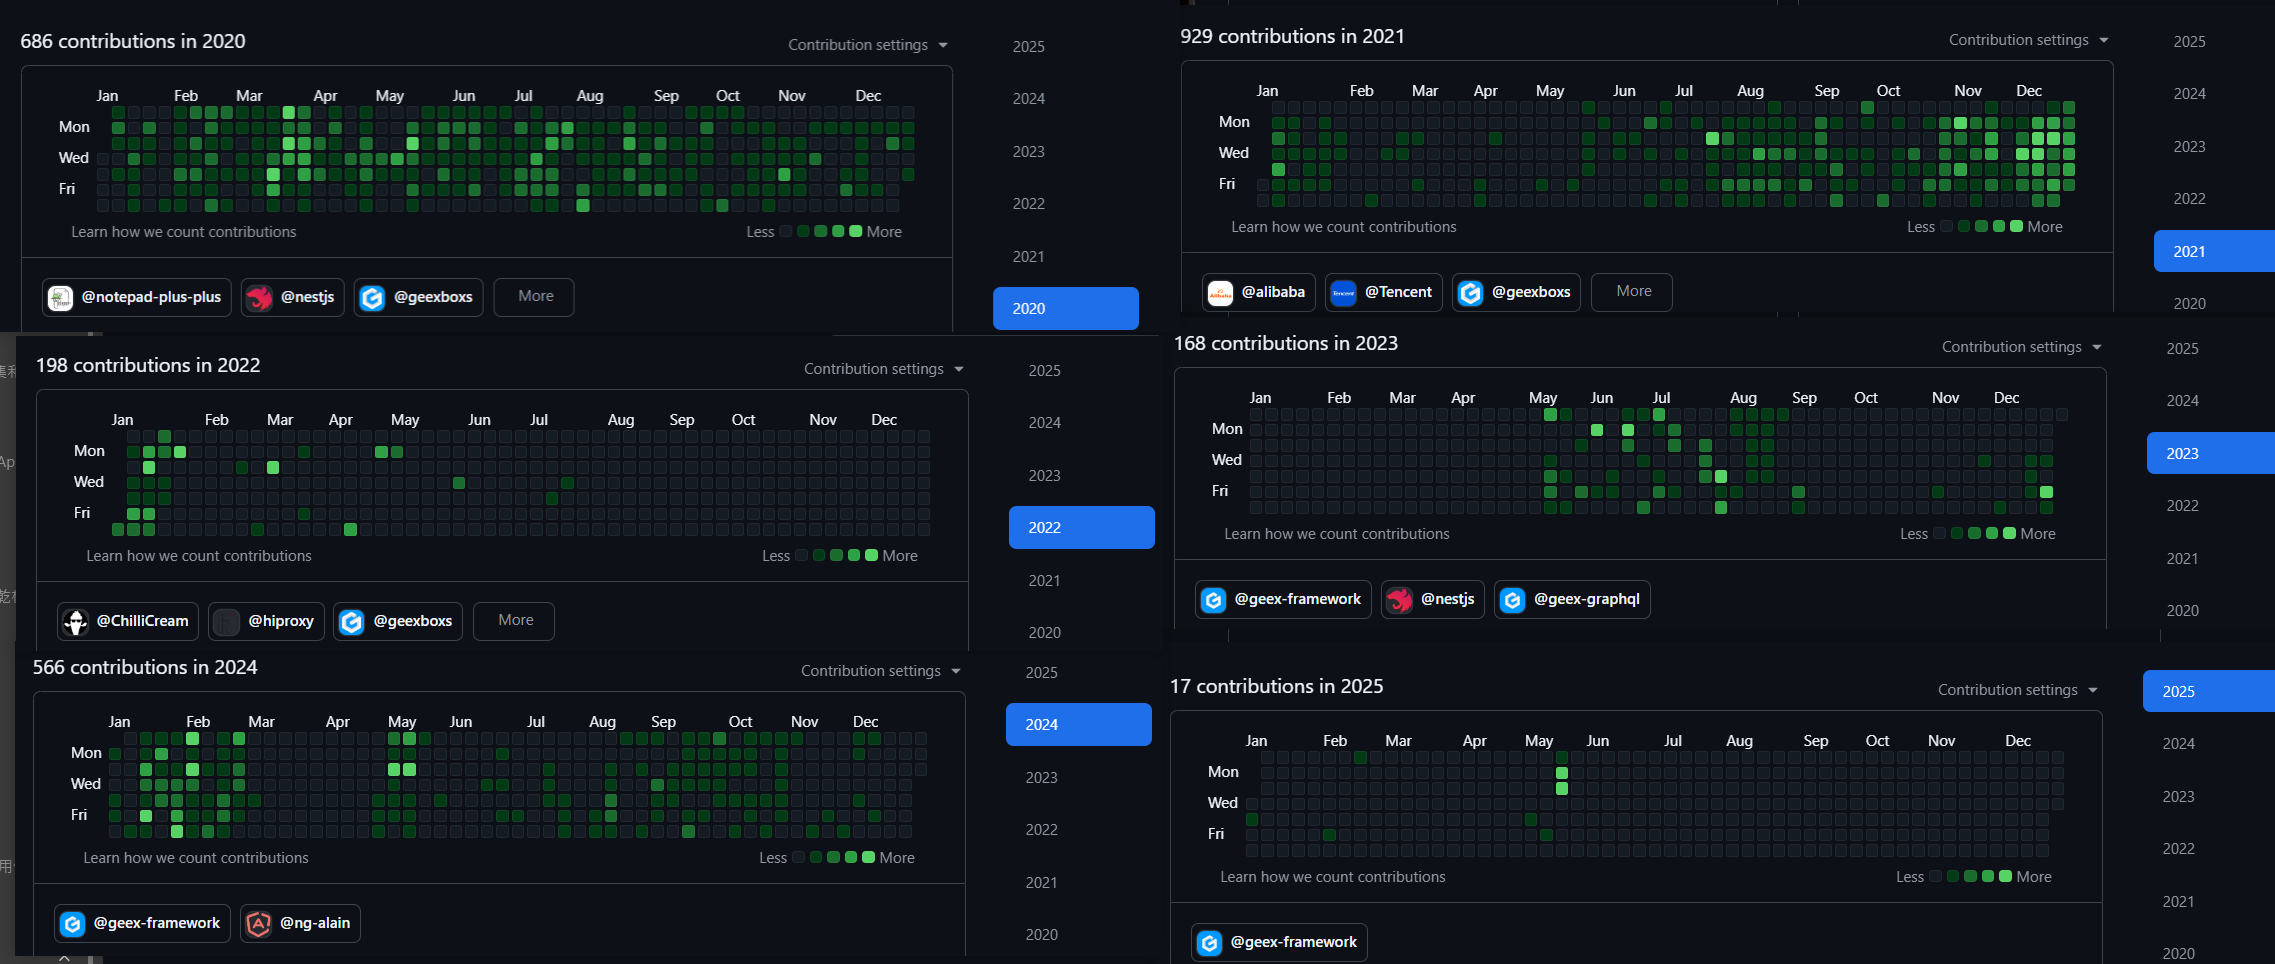 686 contributions in 2020
Contribution settings
Jan Feb Mar Apr May Jun Jul Aug Sep Oct Nov Dec
Mon
Wed
Fri
Learn how we count contributions
Less More
@notepad-plus-plus @nestjs @geexboxs More
2025
2024
2023
2022
2021
2020
929 contributions in 2021
Contribution settings
Jan Feb Mar Apr May Jun Jul Aug Sep Oct Nov Dec
Mon
Wed
Fri
Learn how we count contributions
Less More
@alibaba @Tencent @geexboxs More
2025
2024
2023
2022
2021
2020
198 contributions in 2022
Contribution settings
Jan Feb Mar Apr May Jun Jul Aug Sep Oct Nov Dec
Mon
Wed
Fri
Learn how we count contributions
Less More
@ChilliCream @hiproxy @geexboxs More
2025
2024
2023
2022
2021
2020
168 contributions in 2023
Contribution settings
Jan Feb Mar Apr May Jun Jul Aug Sep Oct Nov Dec
Mon
Wed
Fri
Learn how we count contributions
Less More
@geex-framework @nestjs @geex-graphql
2025
2024
2023
2022
2021
2020
566 contributions in 2024
Contribution settings
Jan Feb Mar Apr May Jun Jul Aug Sep Oct Nov Dec
Mon
Wed
Fri
Learn how we count contributions
Less More
@geex-framework @ng-alain
2025
2024
2023
2022
2021
2020
17 contributions in 2025
Contribution settings
Jan Feb Mar Apr May Jun Jul Aug Sep Oct Nov Dec
Mon
Wed
Fri
Learn how we count contributions
Less More
@geex-framework
2025
2024
2023
2022
2021
2020